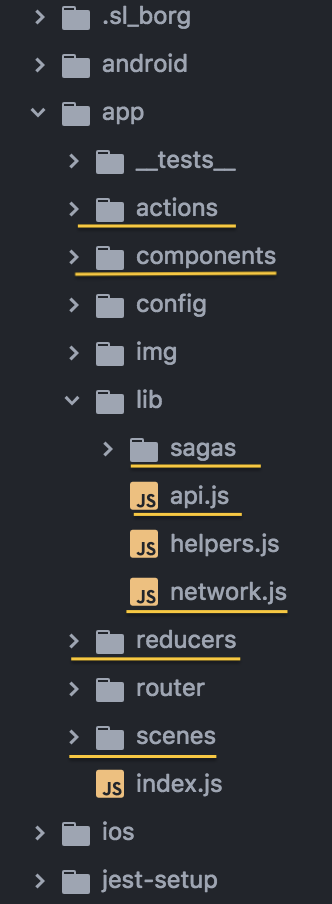 .sl_borg
android
app
__tests__
actions
components
config
img
lib
sagas
JS api.js
JS helpers.js
JS network.js
reducers
router
scenes
JS index.js
ios
jest-setup